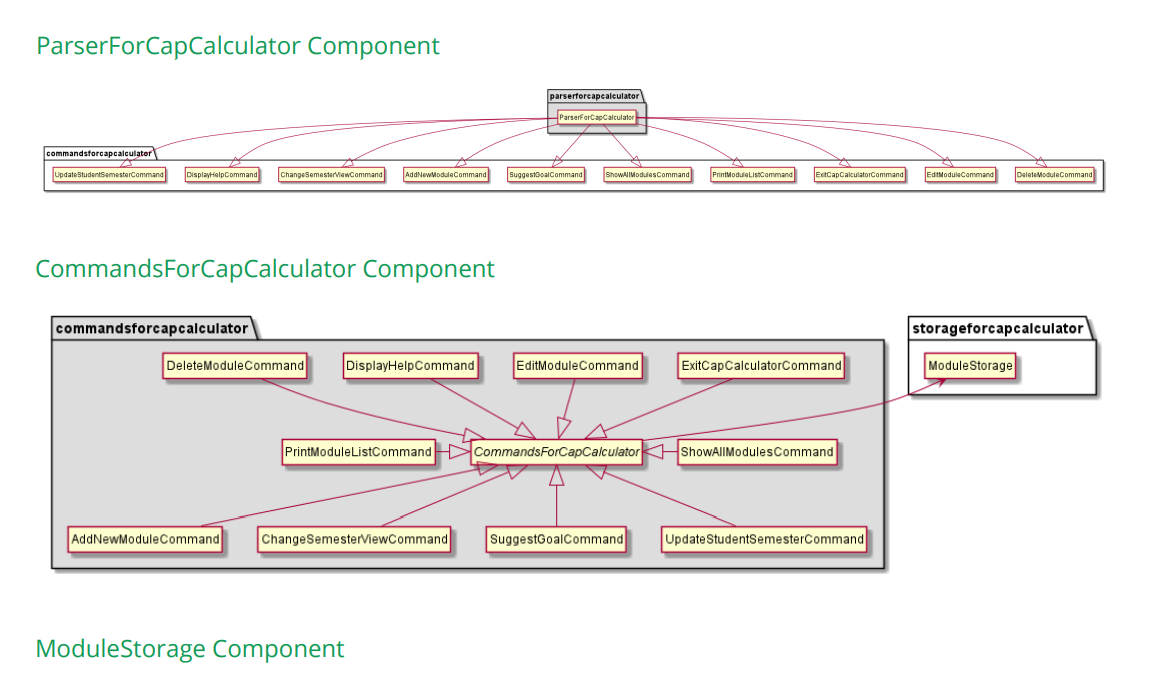 ParserForCapCalculator Component
parserforcapcalculator
ParserForCapCalculator
commandsforcapcalculator
UpdateStudentSemesterCommand DisplayHelpCommand ChangeSemesterViewCommand AddNewModuleCommand SuggestGoalCommand ShowAllModulesCommand PrintModuleListCommand ExitCapCalculatorCommand EditModuleCommand DeleteModuleCommand
CommandsForCapCalculator Component
commandsforcapcalculator storageforcapcalculator
DeleteModuleCommand DisplayHelpCommand EditModuleCommand ExitCapCalculatorCommand ModuleStorage
PrintModuleListCommand CommandsForCapCalculator ShowAllModulesCommand
AddNewModuleCommand ChangeSemesterViewCommand SuggestGoalCommand UpdateStudentSemesterCommand
ModuleStorage Component